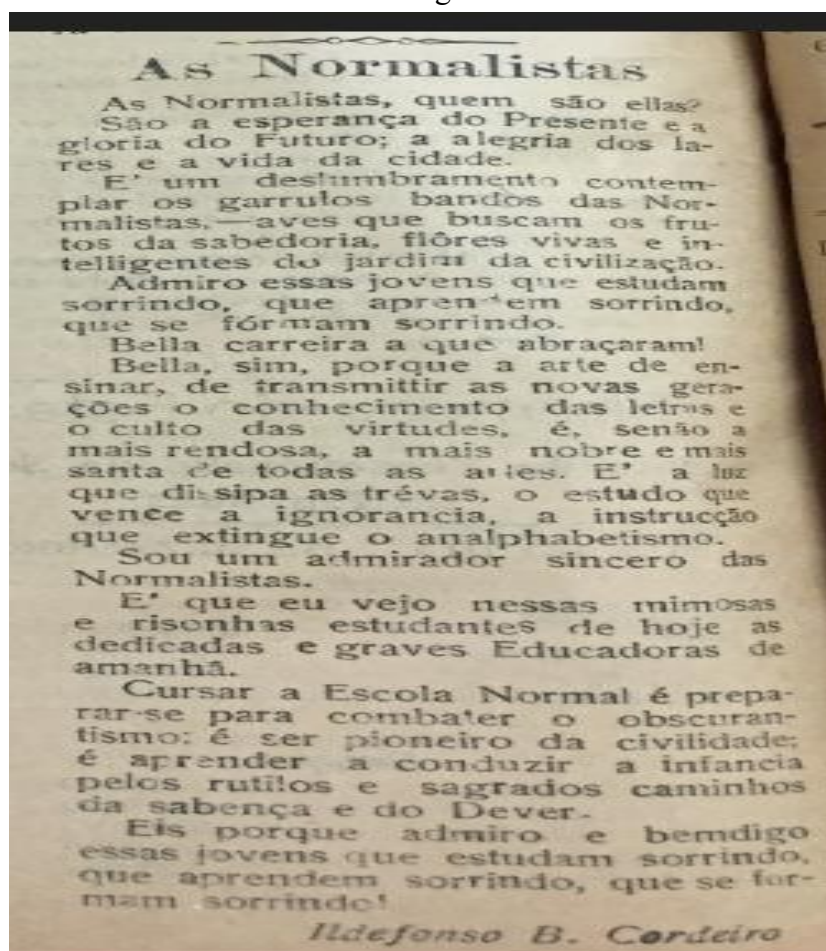 As Normalistas
As Normalistas, quem são ellas?
São a esperança do Presente e a
gloria do Futuro; a alegria dos la-
res e a vida da cidade.
E' um deslumbramento contem-
plar os garrulos bandos das Nor-
malistas,—aves que buscam os fru-
tos da sabedoria, flôres vivas e in-
telligentes do jardim da civilização.
Admiro essas jovens que estudam
sorrindo, que aprendem sorrindo,
que se fórmam sorrindo.
Bella carreira a que abraçaram!
Bella, sim, porque a arte de en-
sinar, de transmittir as novas gera-
ções o conhecimento das letras e
o culto das virtudes, é, senão a
mais rendosa, a mais nobre e mais
santa de todas as artes. E' a luz
que dissipa as trévas, o estudo que
vence a ignorancia, a instrucção
que extingue o analphabetismo.
Sou um admirador sincero das
Normalistas.
E' que eu vejo nessas mimosas
e risonhas estudantes de hoje as
dedicadas e graves Educadoras de
amanhã.
Cursar a Escola Normal é prepa-
rar-se para combater o obscuran-
tismo; é ser pioneiro da civilidade;
é aprender a conduzir a infancia
pelos rutilos e sagrados caminhos
da sabença e do Dever.
Eis porque admiro e bemdigo
essas jovens que estudam sorrindo,
que aprendem sorrindo, que se for-
mam sorrindo!
Ildefonso B. Cordeiro